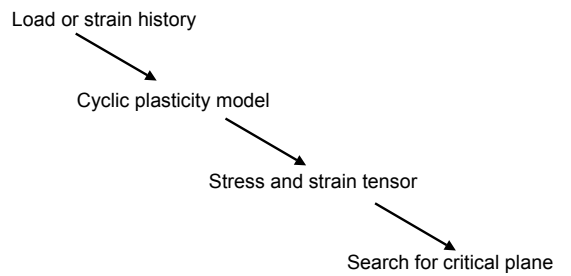 Load or strain history
Cyclic plasticity model
Stress and strain tensor
Search for critical plane